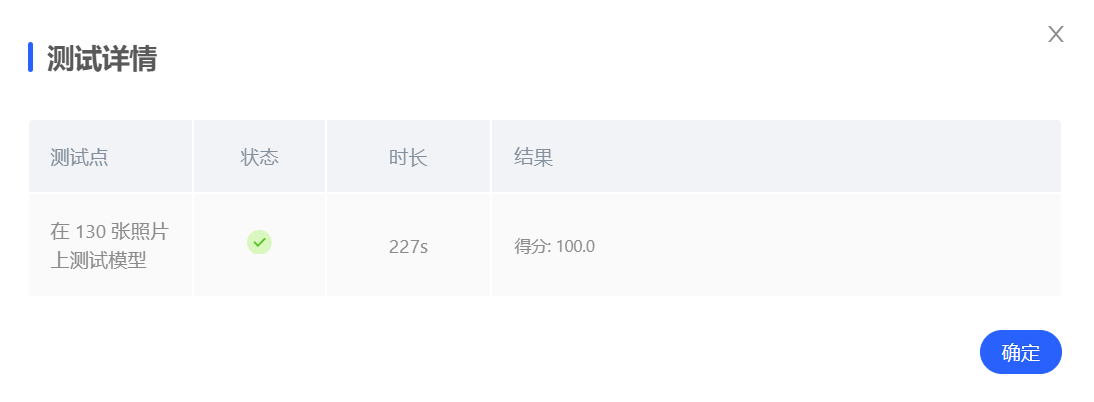 X
测试详情
测试点 状态 时长 结果
在 130 张照片
上测试模型
227s
得分: 100.0
确定